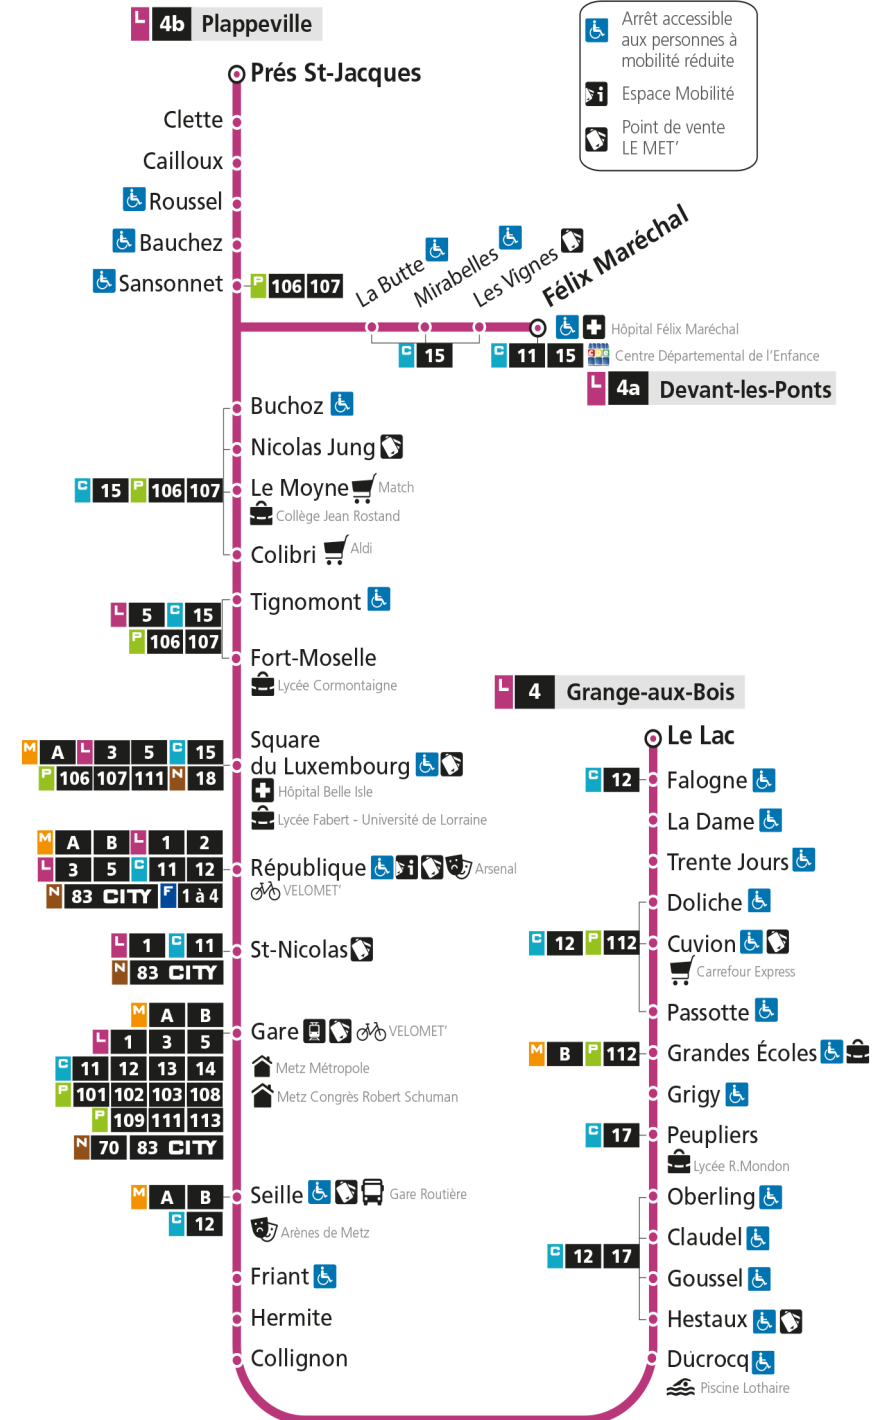 L 4b Plappeville
Arrêt accessible
aux personnes à
mobilité réduite
Espace Mobilité
Point de vente
LE MET'
Prés St-Jacques
Clette
Cailloux
Roussel
Bauchez
Sansonnet
P 106 107
La Butte
Mirabelles
Les Vignes
Félix Maréchal
Hôpital Félix Maréchal
C 15
C 11 15
Centre Départemental de l'Enfance
L 4a Devant-les-Ponts
Buchoz
Nicolas Jung
C 15 P 106 107
Le Moyne
Match
Collège Jean Rostand
Colibri
Aldi
Tignomont
L 5 C 15
P 106 107
Fort-Moselle
Lycée Cormontaigne
Square
du Luxembourg
M A L 3 5 C 15
P 106 107 111 N 18
Hôpital Belle Isle
Lycée Fabert - Université de Lorraine
M A B L 1 2
L 3 5 C 11 12
N 83 CITY F 1 à 4
République
Arsenal
VELOMET'
L 1 C 11
N 83 CITY
St-Nicolas
M A B
L 1 3 5
C 11 12 13 14
P 101 102 103 108
P 109 111 113
N 70 83 CITY
Gare
VELOMET'
Metz Métropole
Metz Congrès Robert Schuman
M A B
C 12
Seille
Gare Routière
Arènes de Metz
Friant
Hermite
Collignon
L 4 Grange-aux-Bois
Le Lac
C 12
Falogne
La Dame
Trente Jours
Doliche
C 12 P 112
Cuvion
Carrefour Express
Passotte
M B P 112
Grandes Écoles
Grigy
C 17
Peupliers
Lycée R.Mondon
Oberling
Claudel
C 12 17
Goussel
Hestaux
Ducrocq
Piscine Lothaire